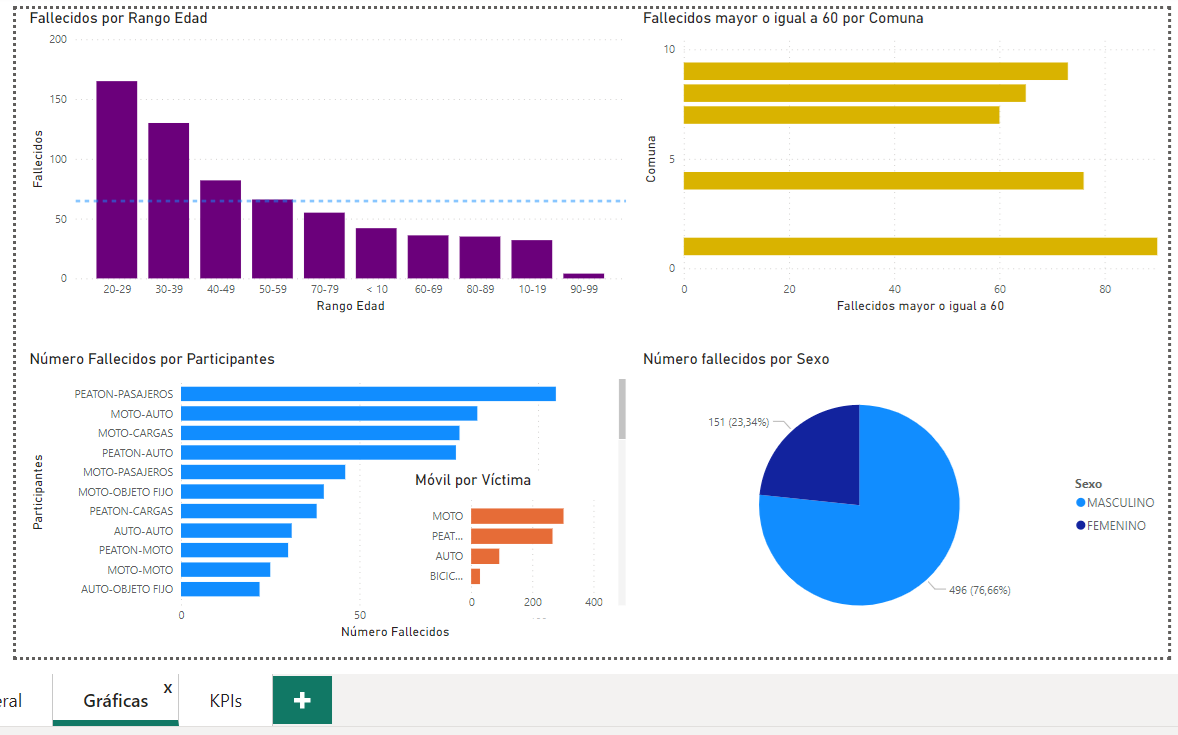 Fallecidos por Rango Edad
200
150
100
50
0
Fallecidos
20-29 30-39 40-49 50-59 70-79 < 10 60-69 80-89 10-19 90-99
Rango Edad
Fallecidos mayor o igual a 60 por Comuna
10
5
0
Comuna
0 20 40 60 80
Fallecidos mayor o igual a 60
Número Fallecidos por Participantes
Participantes
PEATON-PASAJEROS
MOTO-AUTO
MOTO-CARGAS
PEATON-AUTO
MOTO-PASAJEROS
MOTO-OBJETO FIJO
PEATON-CARGAS
AUTO-AUTO
PEATON-MOTO
MOTO-MOTO
AUTO-OBJETO FIJO
0 50
Número Fallecidos
Móvil por Víctima
MOTO
PEAT...
AUTO
BICIC...
0 200 400
Número fallecidos por Sexo
151 (23,34%)
496 (76,66%)
Sexo
MASCULINO
FEMENINO
eral
Gráficas x
KPIs
+